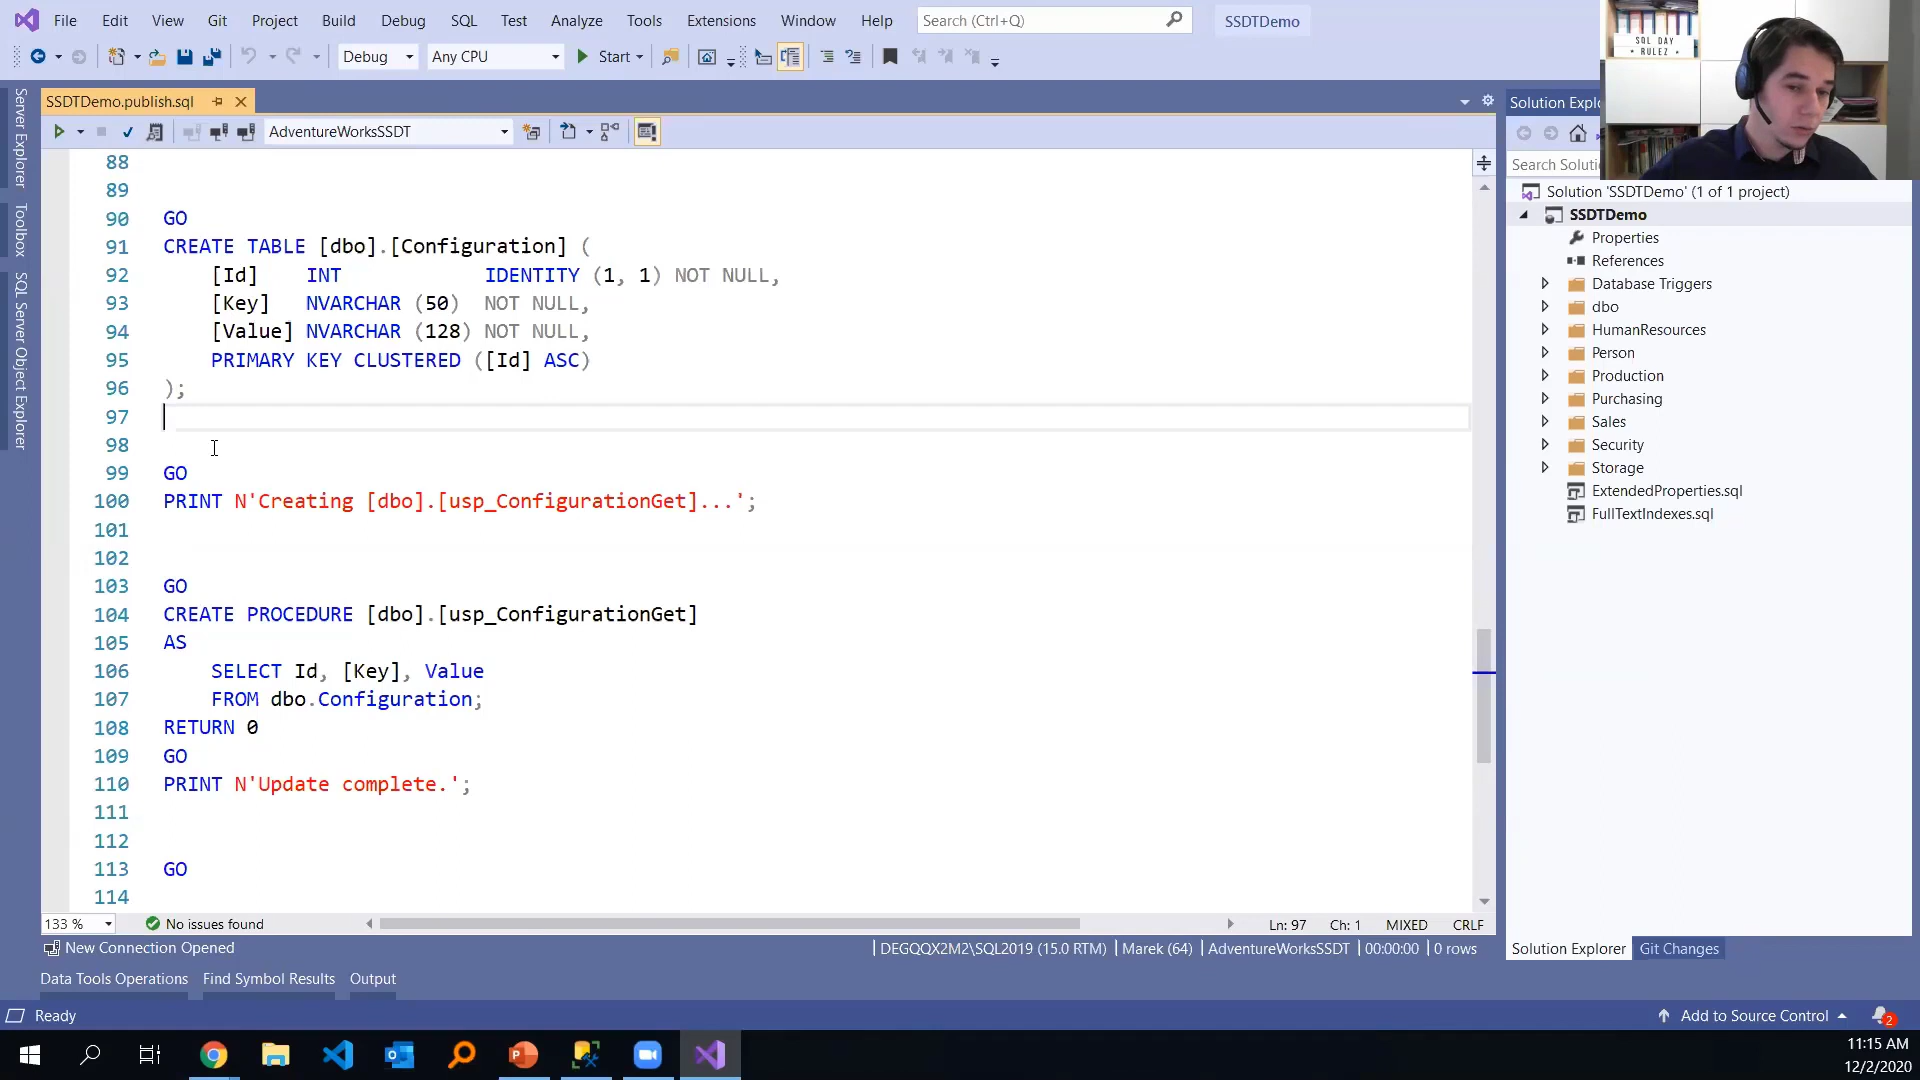 File Edit View Git Project Build Debug SQL Test Analyze Tools Extensions Window Help Search (Ctrl+Q) SSDTDemo
Debug Any CPU Start
SQL DAY
* RULEZ *
Server Explorer
Toolbox
SQL Server Object Explorer
SSDTDemo.publish.sql
AdventureWorksSSDT
88
89
90 GO
91 CREATE TABLE [dbo].[Configuration] (
92 [Id] INT IDENTITY (1, 1) NOT NULL,
93 [Key] NVARCHAR (50) NOT NULL,
94 [Value] NVARCHAR (128) NOT NULL,
95 PRIMARY KEY CLUSTERED ([Id] ASC)
96 );
97
98
99 GO
100 PRINT N'Creating [dbo].[usp_ConfigurationGet]...';
101
102
103 GO
104 CREATE PROCEDURE [dbo].[usp_ConfigurationGet]
105 AS
106 SELECT Id, [Key], Value
107 FROM dbo.Configuration;
108 RETURN 0
109 GO
110 PRINT N'Update complete.';
111
112
113 GO
114
133 % No issues found Ln: 97 Ch: 1 MIXED CRLF
New Connection Opened DEGQQX2M2\SQL2019 (15.0 RTM) Marek (64) AdventureWorksSSDT 00:00:00 0 rows
Data Tools Operations Find Symbol Results Output
Solution Explo
Search Soluti
Solution 'SSDTDemo' (1 of 1 project)
SSDTDemo
Properties
References
Database Triggers
dbo
HumanResources
Person
Production
Purchasing
Sales
Security
Storage
ExtendedProperties.sql
FullTextIndexes.sql
Solution Explorer Git Changes
Ready Add to Source Control 2
11:15 AM
12/2/2020